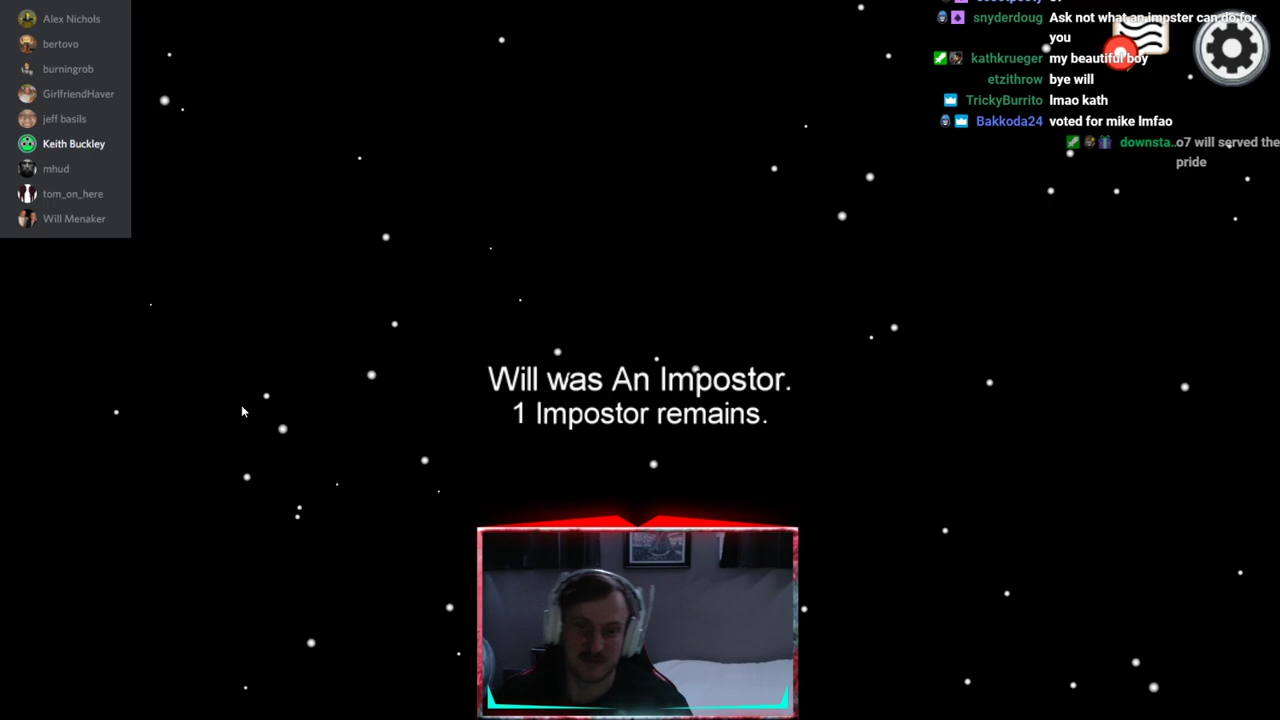 Alex Nichols
bertovo
burningrob
GirlfriendHaver
jeff basils
Keith Buckley
mhud
tom_on_here
Will Menaker
snyderdoug Ask not what an impster can do for
you
kathkrueger my beautiful boy
etzithrow bye will
TrickyBurrito lmao kath
Bakkoda24 voted for mike lmfao
downsta..o7 will served the
pride
Will was An Impostor.
1 Impostor remains.